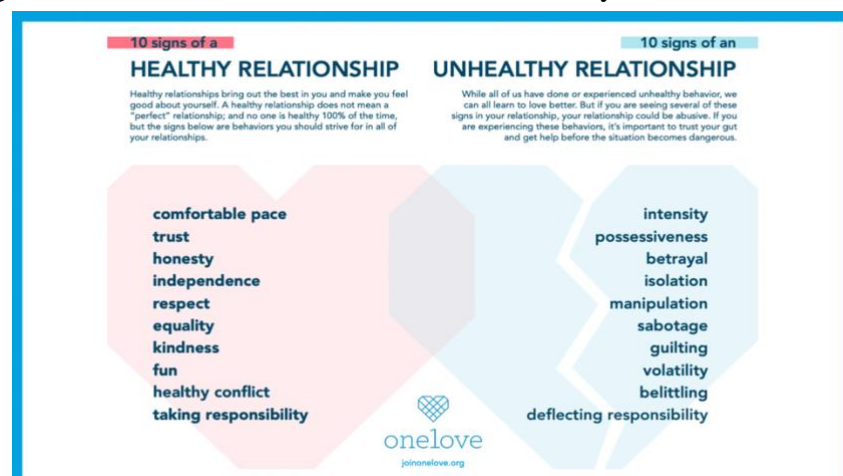 10 signs of a
HEALTHY RELATIONSHIP
Healthy relationships bring out the best in you and make you feel
good about yourself. A healthy relationship does not mean a
“perfect” relationship; and no one is healthy 100% of the time,
but the signs below are behaviors you should strive for in all of
your relationships.
comfortable pace
trust
honesty
independence
respect
equality
kindness
fun
healthy conflict
taking responsibility
10 signs of an
UNHEALTHY RELATIONSHIP
While all of us have done or experienced unhealthy behavior, we
can all learn to love better. But if you are seeing several of these
signs in your relationship, your relationship could be abusive. If you
are experiencing these behaviors, it’s important to trust your gut
and get help before the situation becomes dangerous.
intensity
possessiveness
betrayal
isolation
manipulation
sabotage
guilting
volatility
belittling
deflecting responsibility
onelove
joinonelove.org